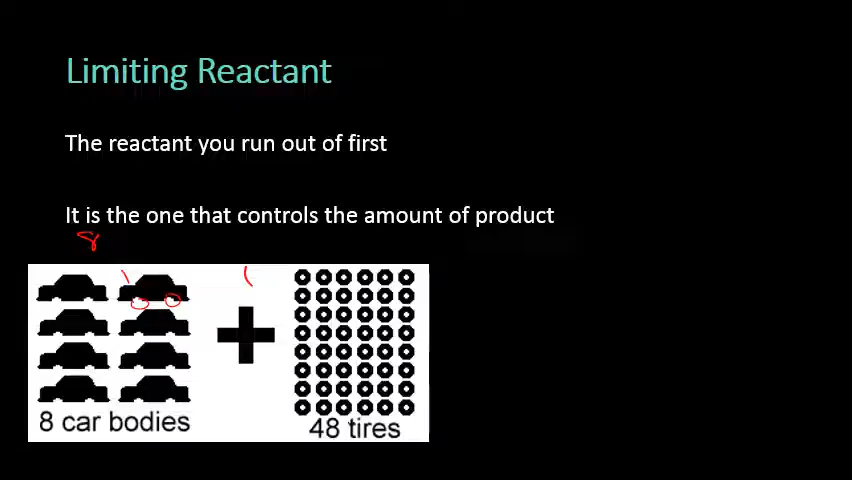 Limiting Reactant
The reactant you run out of first
It is the one that controls the amount of product
8
8 car bodies
48 tires